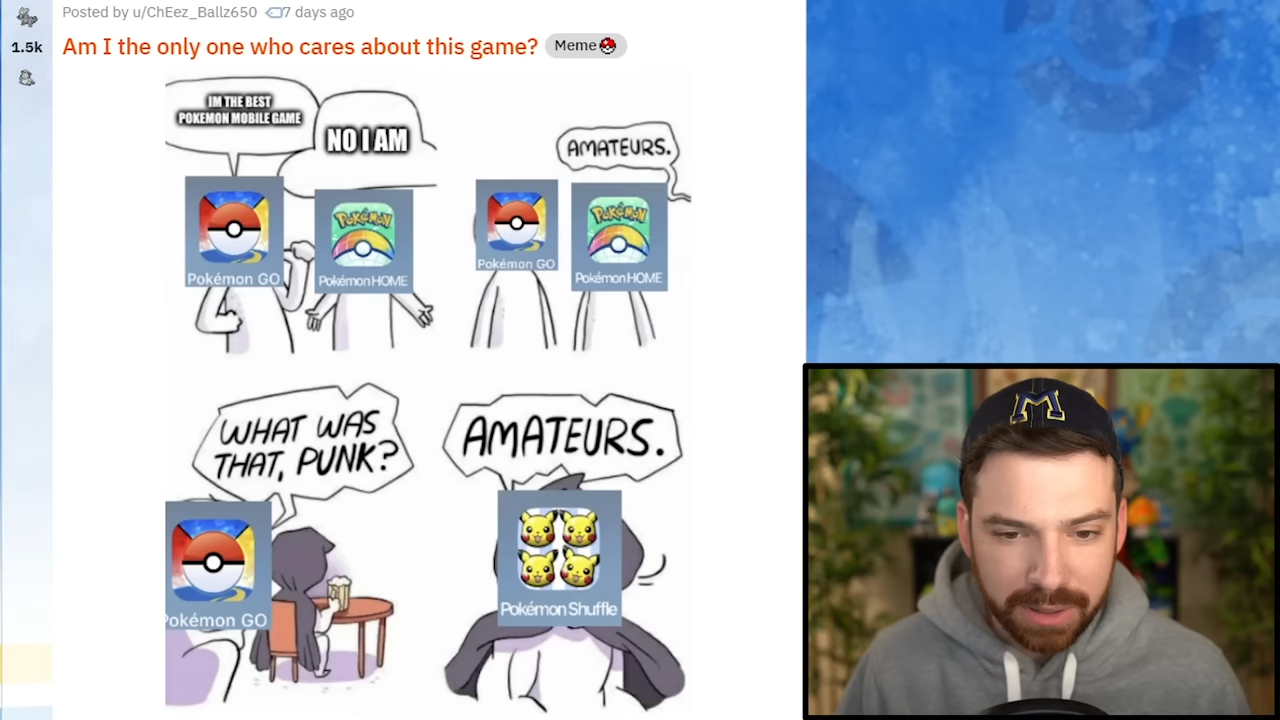 Posted by u/ChEez_Ballz650 7 days ago
1.5k
Am I the only one who cares about this game? Meme
IM THE BEST
POKEMON MOBILE GAME
NO I AM
AMATEURS.
Pokémon GO
POKéMON
Pokémon HOME
Pokémon GO
POKéMON
Pokémon HOME
WHAT WAS
THAT, PUNK?
AMATEURS.
Pokémon GO
Pokémon Shuffle
M